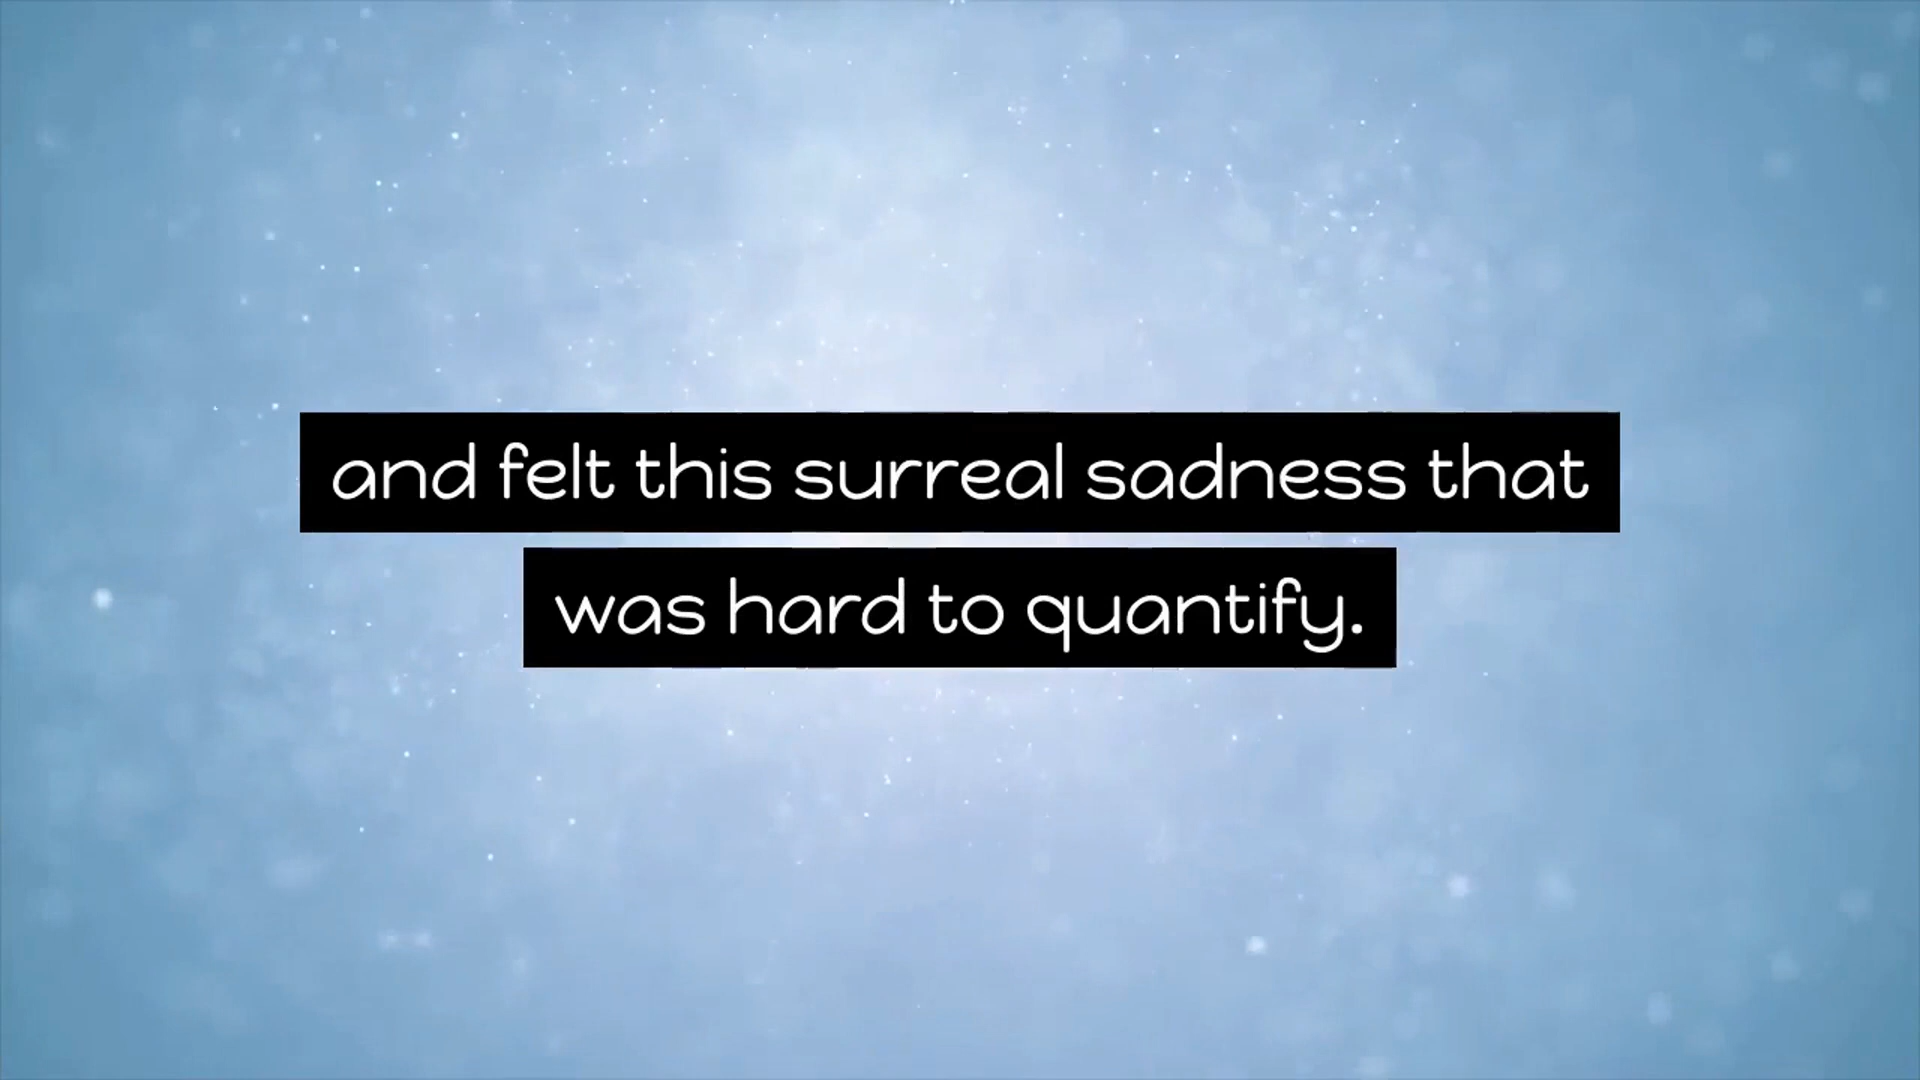 and felt this surreal sadness that
was hard to quantify.